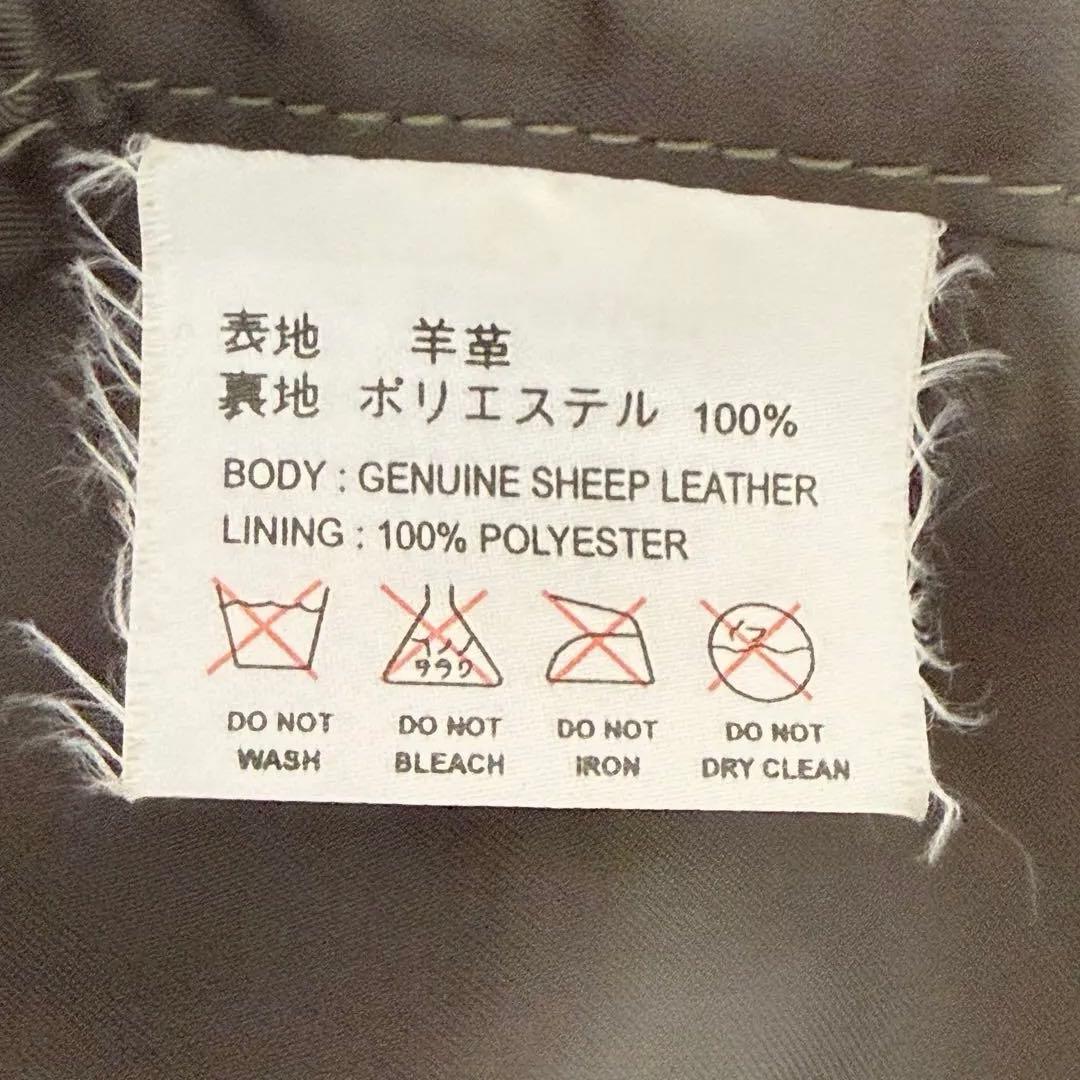 表地 羊革
裏地 ポリエステル 100%
BODY : GENUINE SHEEP LEATHER
LINING : 100% POLYESTER
DO NOT WASH
DO NOT BLEACH
DO NOT IRON
DO NOT DRY CLEAN